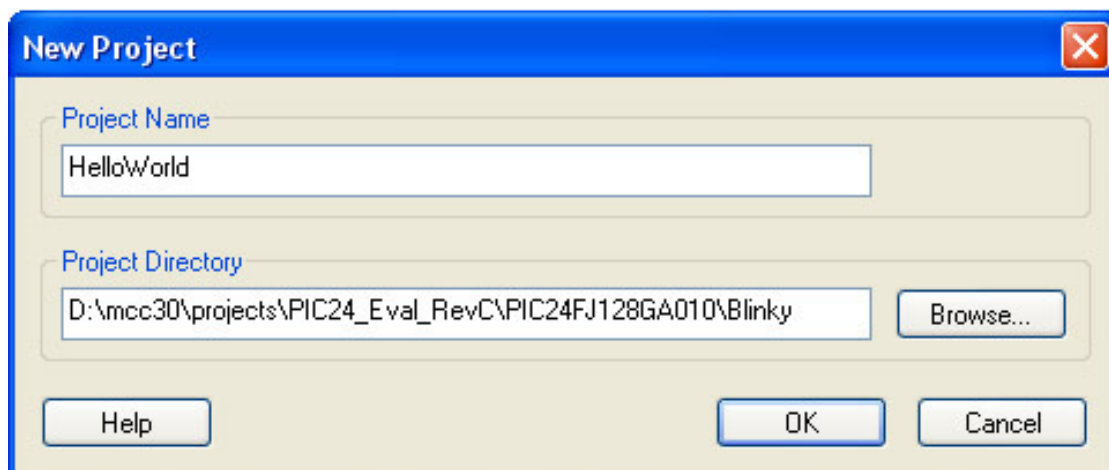 New Project
Project Name
HelloWorld
Project Directory
D:\mcc30\projects\PIC24_Eval_RevC\PIC24FJ128GA010\Blinky
Browse...
Help
OK
Cancel